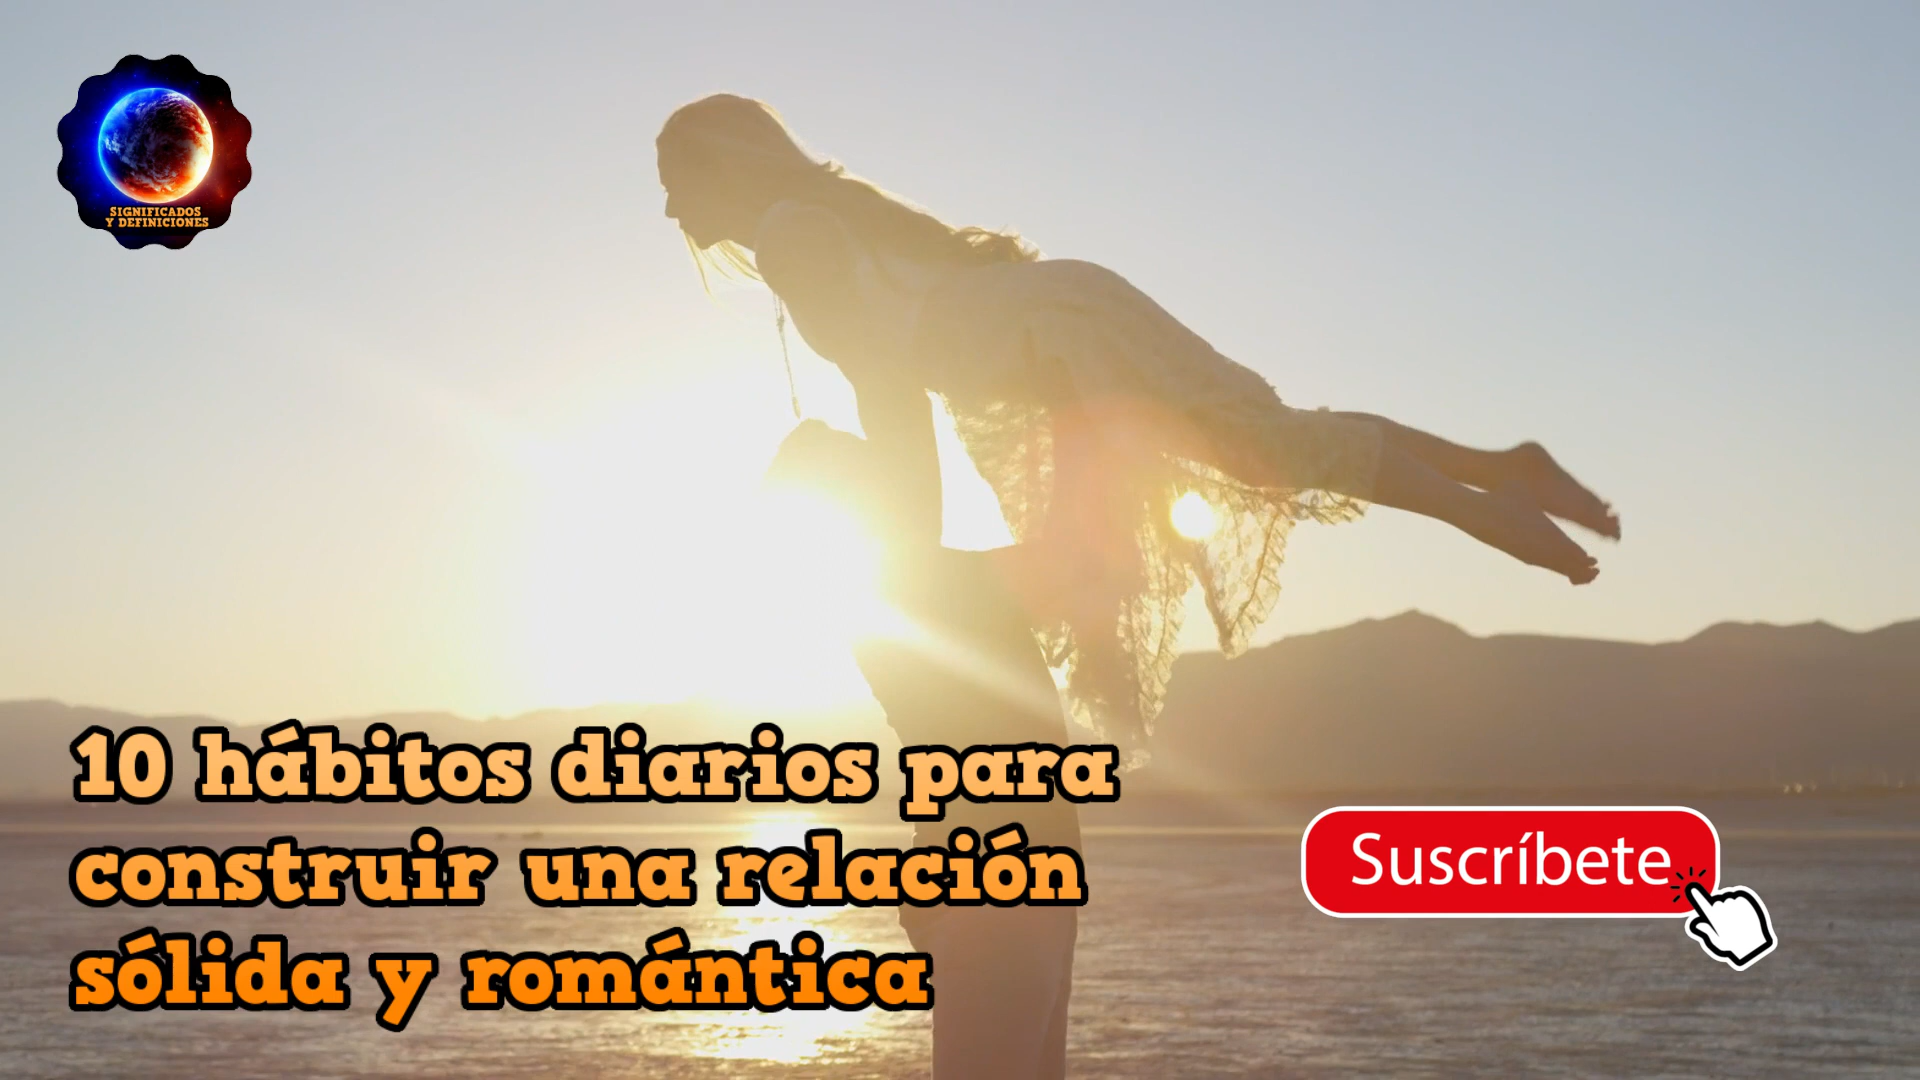 SIGNIFICADOS
Y DEFINICIONES
10 hábitos diarios para
construir una relación
sólida y romántica
Suscríbete